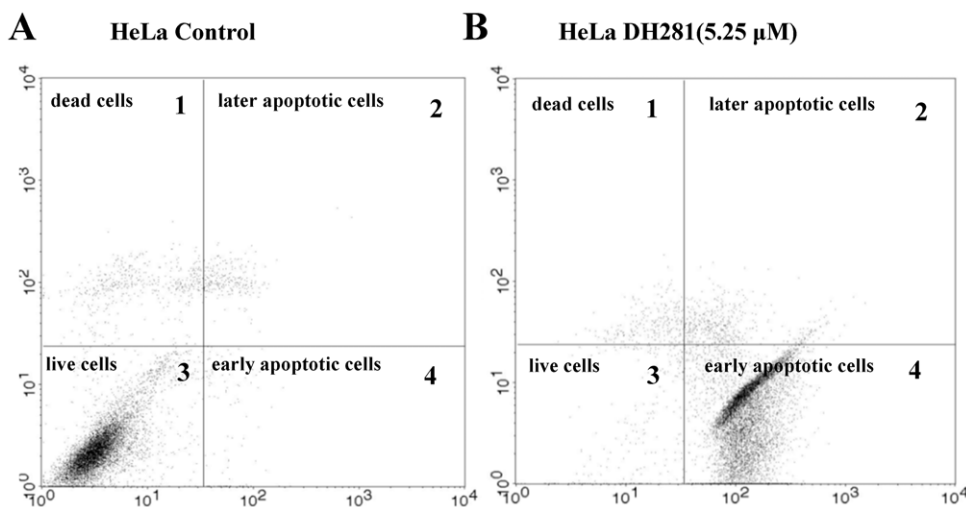 A
HeLa Control
B
HeLa DH281(5.25 μM)
10⁴
10³
10²
10¹
10⁰
dead cells
1
later apoptotic cells
2
live cells
3
early apoptotic cells
4
10⁰
10¹
10²
10³
10⁴
10⁴
10³
10²
10¹
10⁰
dead cells
1
later apoptotic cells
2
live cells
3
early apoptotic cells
4
10⁰
10¹
10²
10³
10⁴